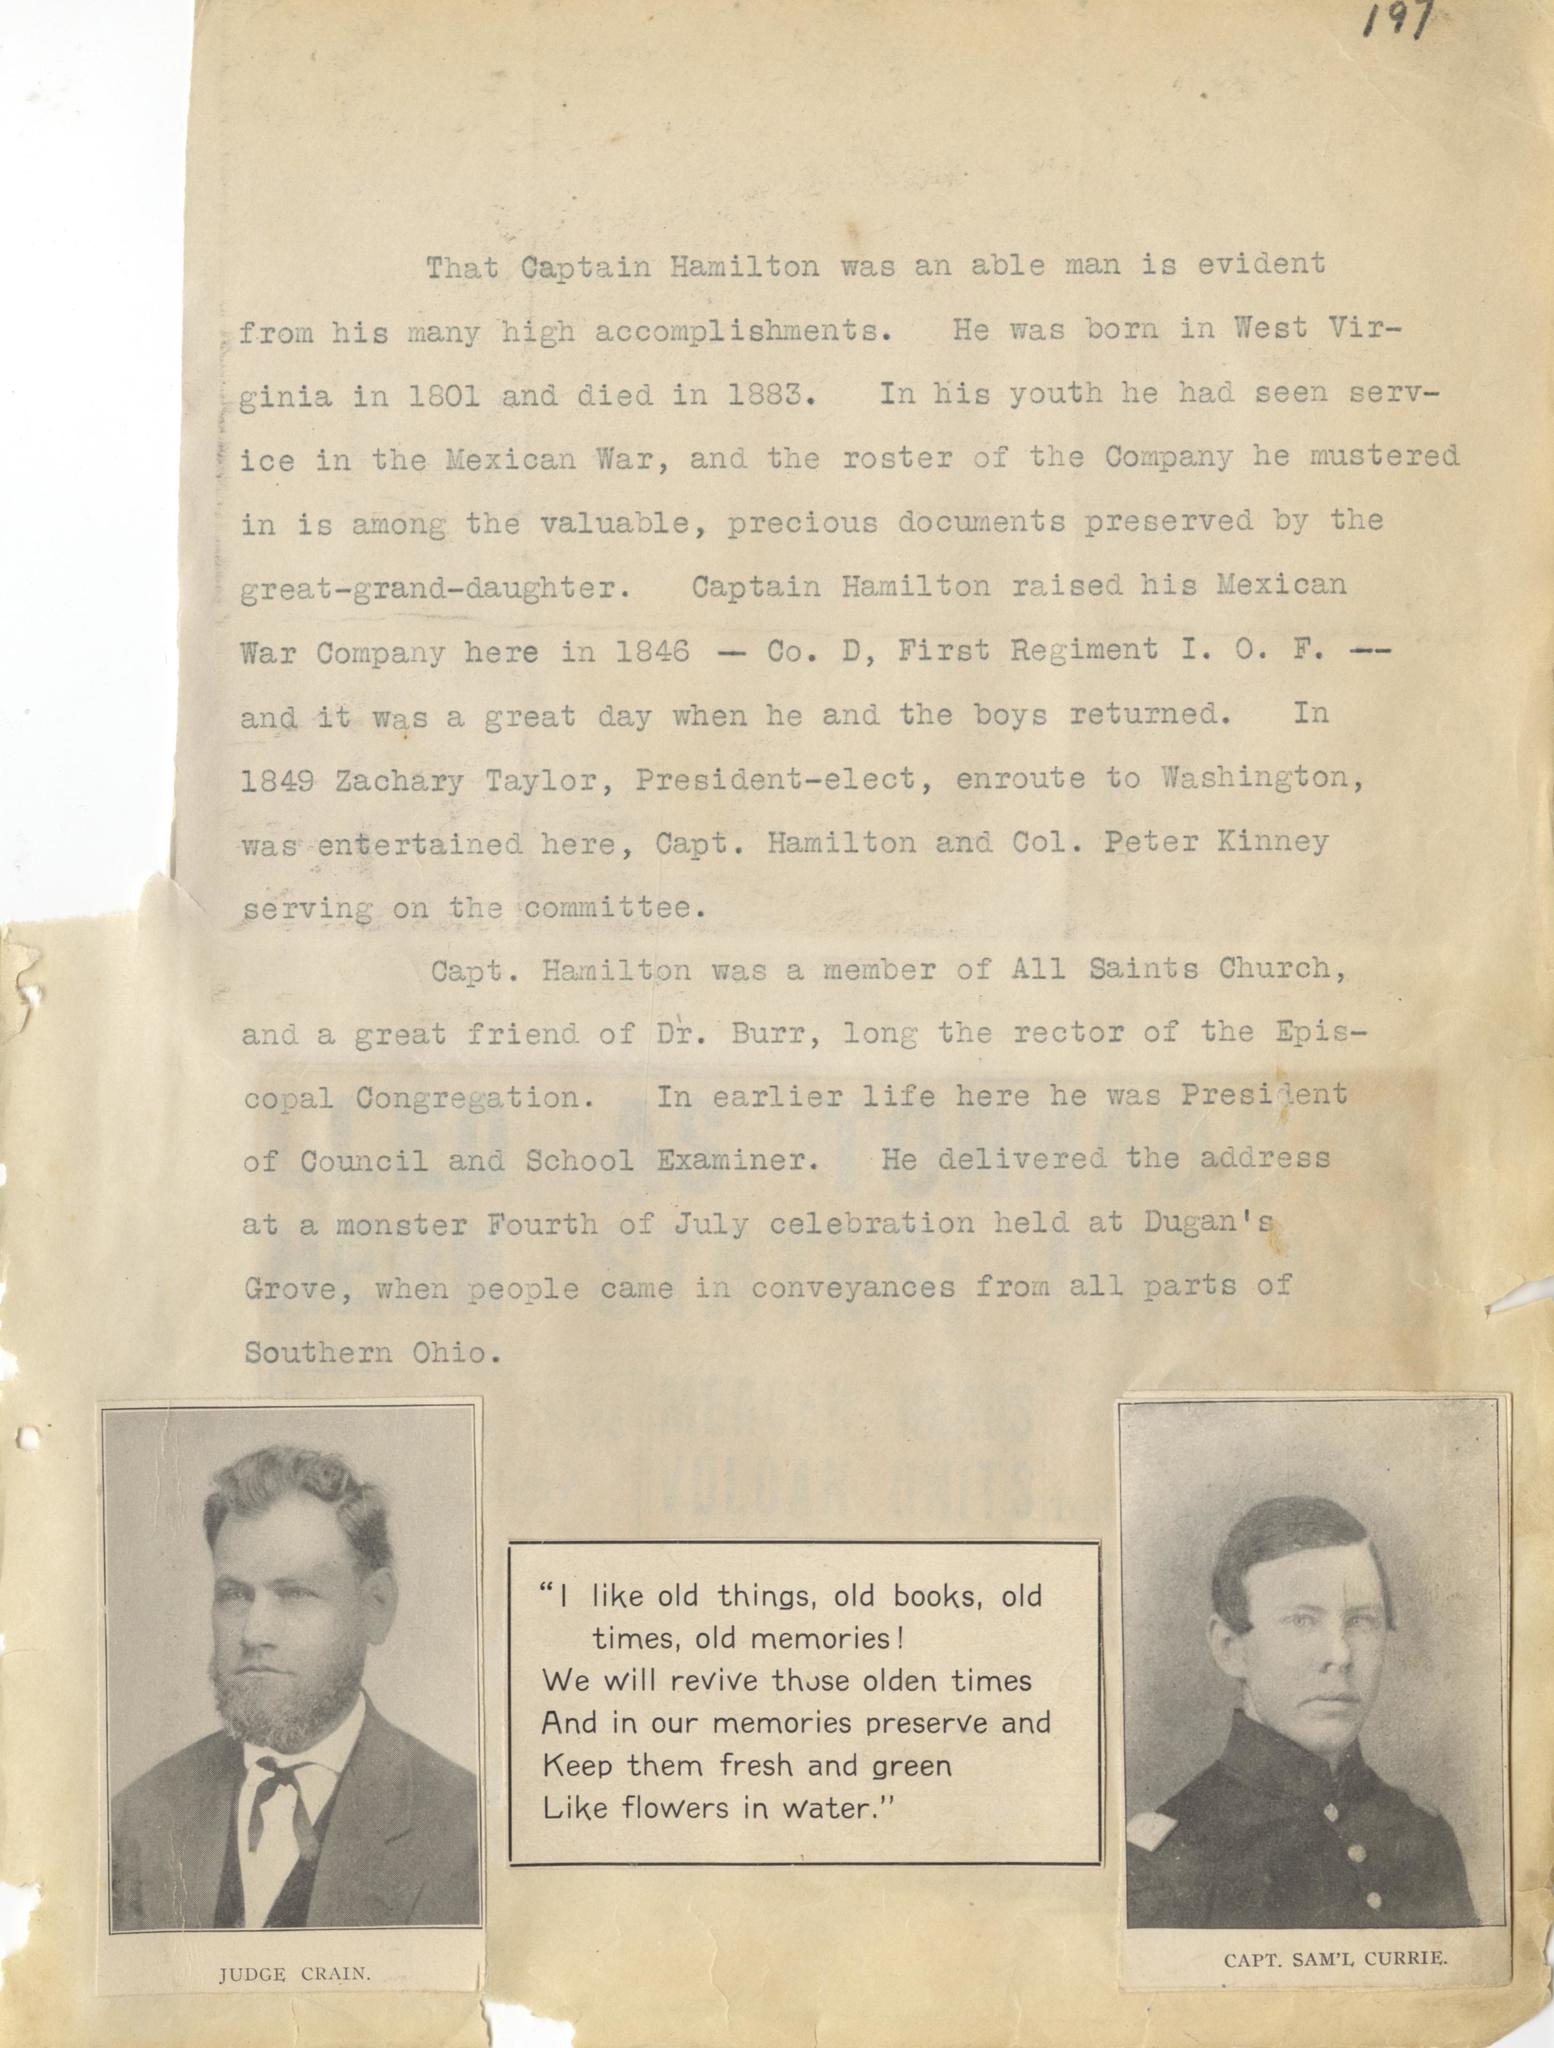 197
That Captain Hamilton was an able man is evident
from his many high accomplishments. He was born in West Vir-
ginia in 1801 and died in 1883. In his youth he had seen serv-
ice in the Mexican War, and the roster of the Company he mustered
in is among the valuable, precious documents preserved by the
great-grand-daughter. Captain Hamilton raised his Mexican
War Company here in 1846 — Co. D, First Regiment I. O. F. --
and it was a great day when he and the boys returned. In
1849 Zachary Taylor, President-elect, enroute to Washington,
was entertained here, Capt. Hamilton and Col. Peter Kinney
serving on the committee.
Capt. Hamilton was a member of All Saints Church,
and a great friend of Dr. Burr, long the rector of the Epis-
copal Congregation. In earlier life here he was President
of Council and School Examiner. He delivered the address
at a monster Fourth of July celebration held at Dugan's
Grove, when people came in conveyances from all parts of
Southern Ohio.
"I like old things, old books, old
times, old memories!
We will revive those olden times
And in our memories preserve and
Keep them fresh and green
Like flowers in water."
JUDGE CRAIN.
CAPT. SAM'L CURRIE.